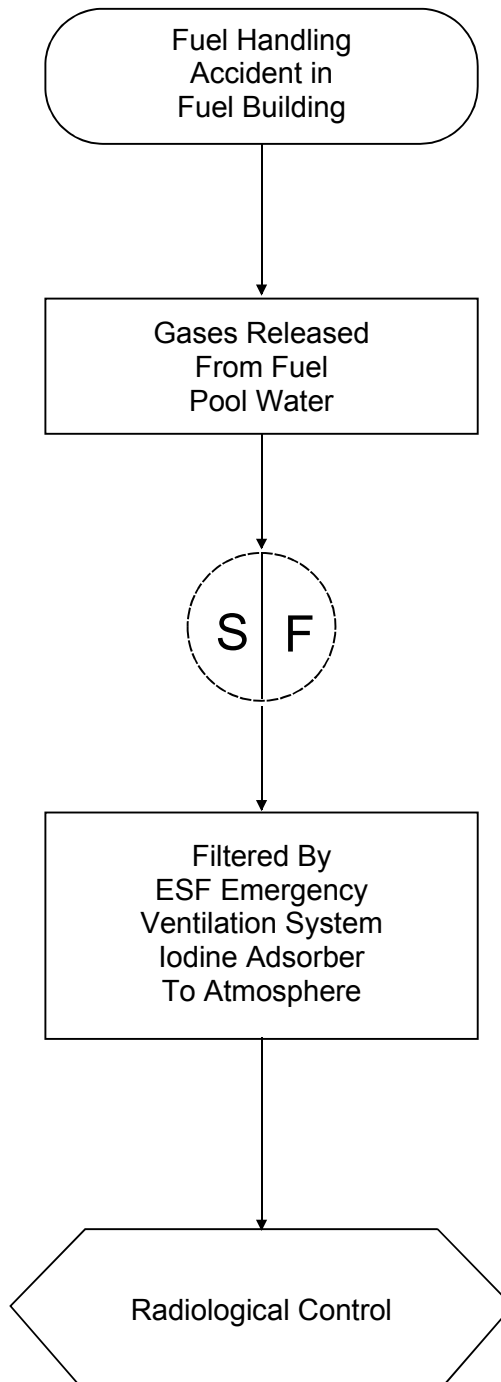 Fuel Handling
Accident in
Fuel Building
Gases Released
From Fuel
Pool Water
S F
Filtered By
ESF Emergency
Ventilation System
Iodine Adsorber
To Atmosphere
Radiological Control